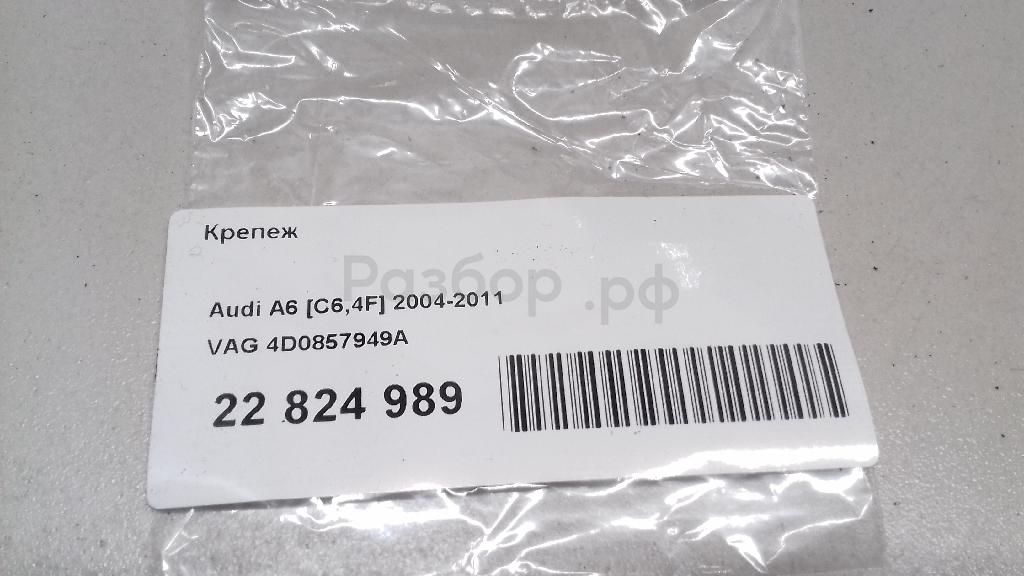 Крепеж
Разбор.рф
Audi A6 [C6,4F] 2004-2011
VAG 4D0857949A
22 824 989